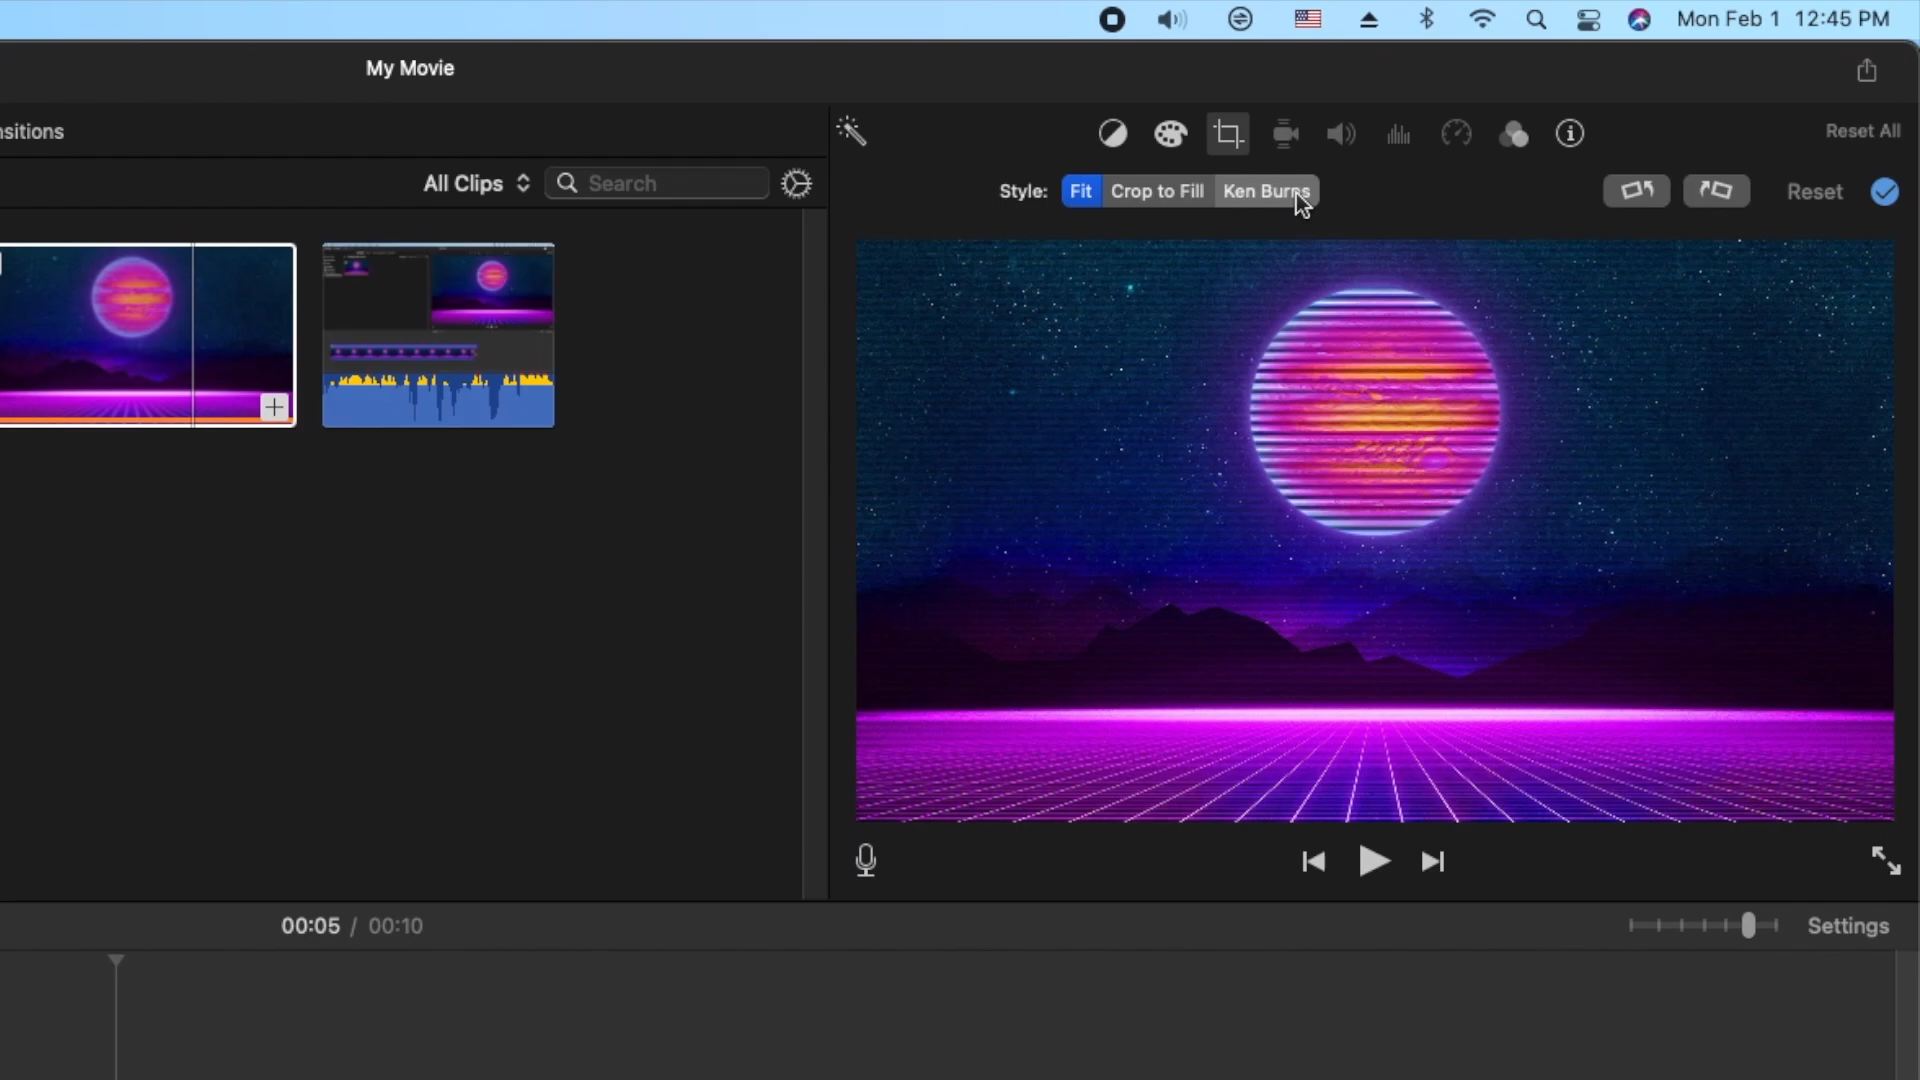 Mon Feb 1 12:45 PM
My Movie
nsitions
Reset All
All Clips
Search
Style:
Fit
Crop to Fill
Ken Burns
Reset
00:05 / 00:10
Settings